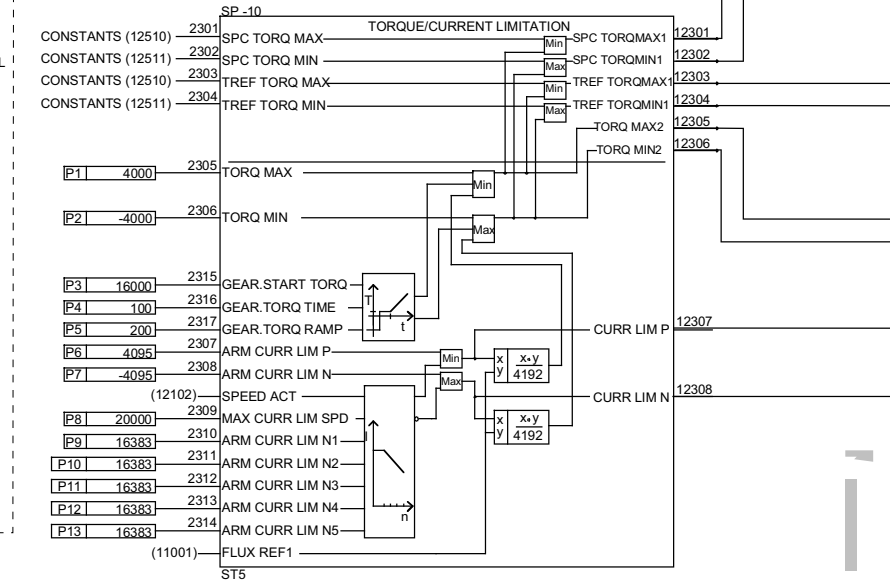 SP -10
TORQUE/CURRENT LIMITATION
CONSTANTS (12510) 2301 SPC TORQ MAX Min SPC TORQMAX1 12301
CONSTANTS (12511) 2302 SPC TORQ MIN Max SPC TORQMIN1 12302
L
CONSTANTS (12510) 2303 TREF TORQ MAX Min TREF TORQMAX1 12303
CONSTANTS (12511) 2304 TREF TORQ MIN Max TREF TORQMIN1 12304
TORQ MAX2 12305
TORQ MIN2 12306
P1 4000 2305 TORQ MAX Min
P2 -4000 2306 TORQ MIN Max
P3 16000 2315 GEAR.START TORQ
P4 100 2316 GEAR.TORQ TIME T
P5 200 2317 GEAR.TORQ RAMP t
CURR LIM P 12307
P6 4095 2307 ARM CURR LIM P Min x y x•y 4192
P7 -4095 2308 ARM CURR LIM N Max
(12102) SPEED ACT CURR LIM N 12308
P8 20000 2309 MAX CURR LIM SPD x y x•y 4192
P9 16383 2310 ARM CURR LIM N1 I
P10 16383 2311 ARM CURR LIM N2
P11 16383 2312 ARM CURR LIM N3
P12 16383 2313 ARM CURR LIM N4 n
P13 16383 2314 ARM CURR LIM N5
(11001) FLUX REF1
ST5